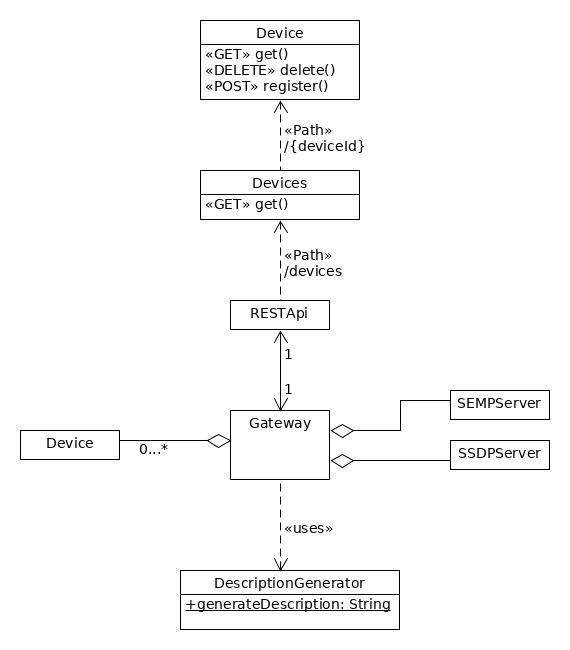 Device
«GET» get()
«DELETE» delete()
«POST» register()
«Path»
/{deviceId}
Devices
«GET» get()
«Path»
/devices
RESTApi
1
1
Gateway
SEMPServer
Device
0...*
SSDPServer
«uses»
DescriptionGenerator
+generateDescription: String